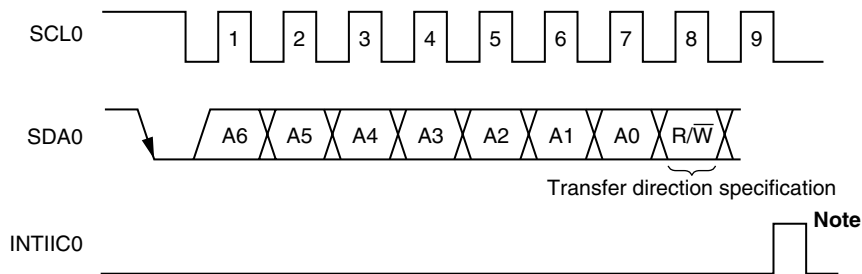 SCL0 1 2 3 4 5 6 7 8 9
SDA0 A6 A5 A4 A3 A2 A1 A0 R/W̅
Transfer direction specification
Note
INTIIC0